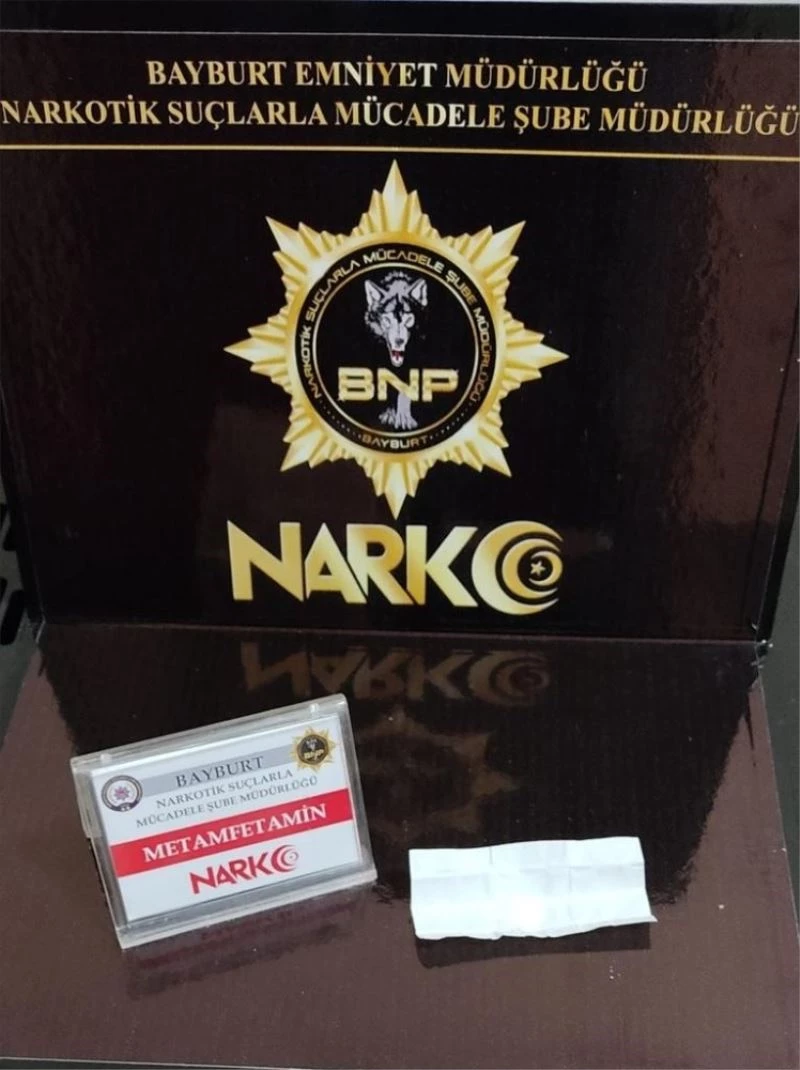 BAYBURT EMNİYET MÜDÜRLÜĞÜ
NARKOTİK SUÇLARLA MÜCADELE ŞUBE MÜDÜRLÜĞÜ
NARKOTİK SUÇLARLA MÜCADELE ŞUBE MÜDÜRLÜĞÜ
BNP
BAYBURT
NARKO
BAYBURT
NARKOTİK SUÇLARLA
MÜCADELE ŞUBE MÜDÜRLÜĞÜ
METAMFETAMİN
NARKO